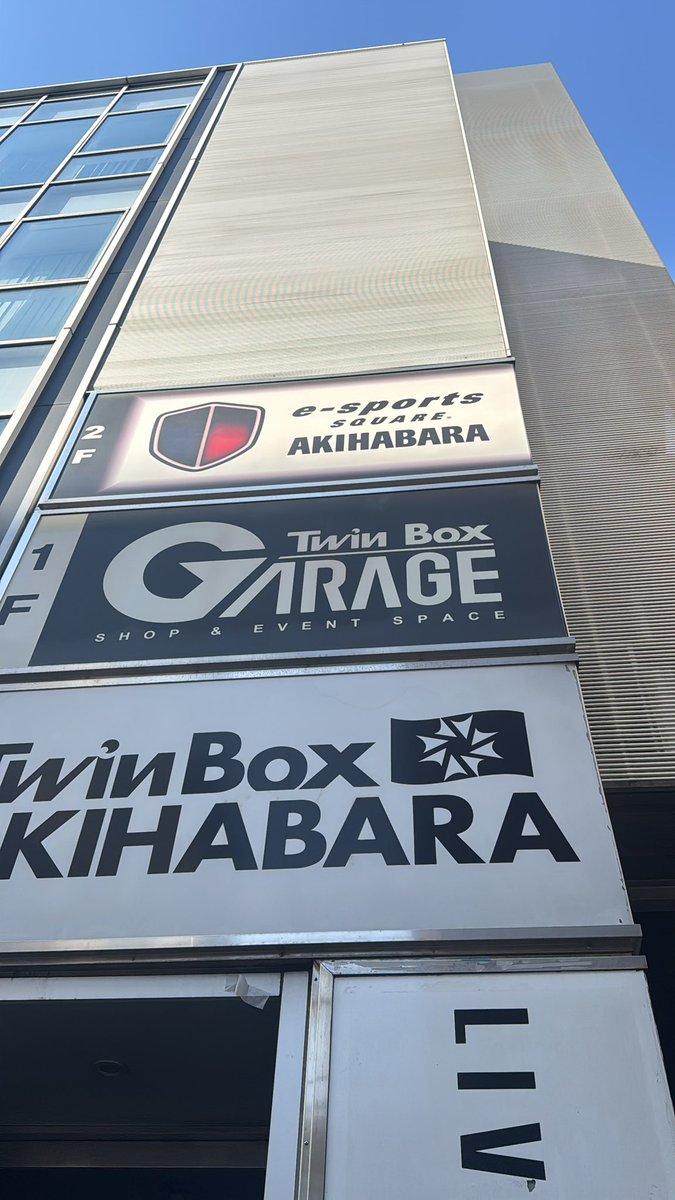 2F
e-sports
SQUARE
AKIHABARA
1F
Twin Box
GARAGE
SHOP & EVENT SPACE
TwinBox
KIHABARA
LIV